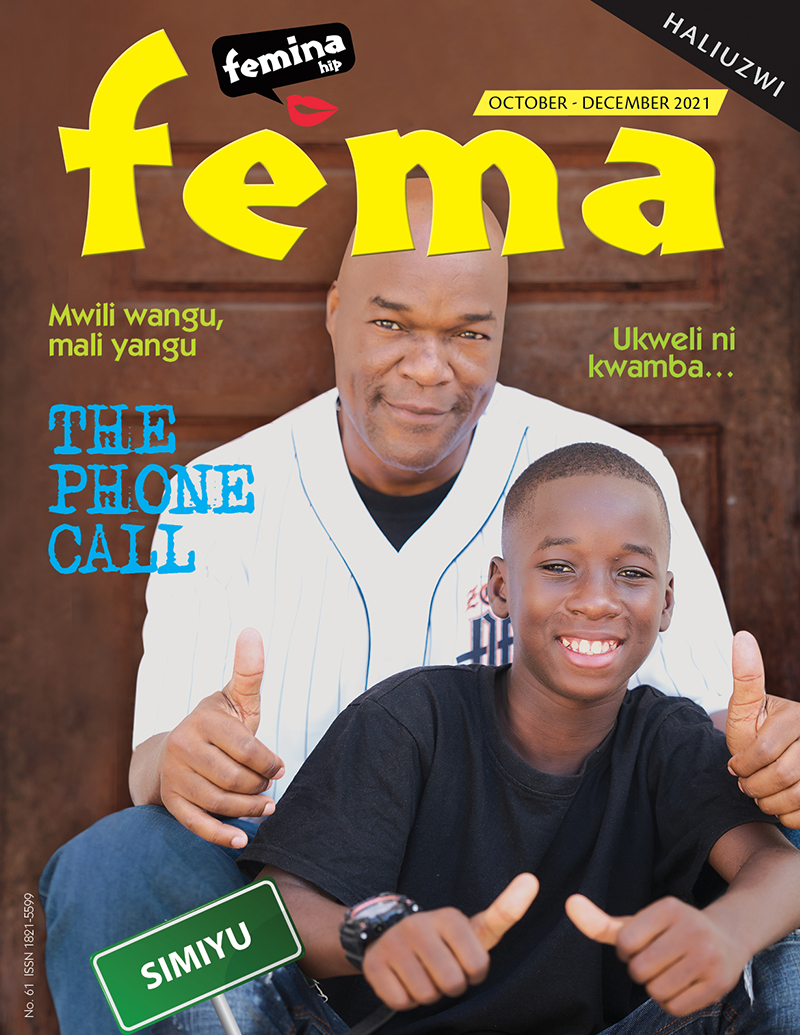 HALIUZWI
femina
hip
OCTOBER - DECEMBER 2021
fema
Mwili wangu,
mali yangu
Ukweli ni
kwamba...
THE
PHONE
CALL
SIMIYU
No. 61 ISSN 1821-5599